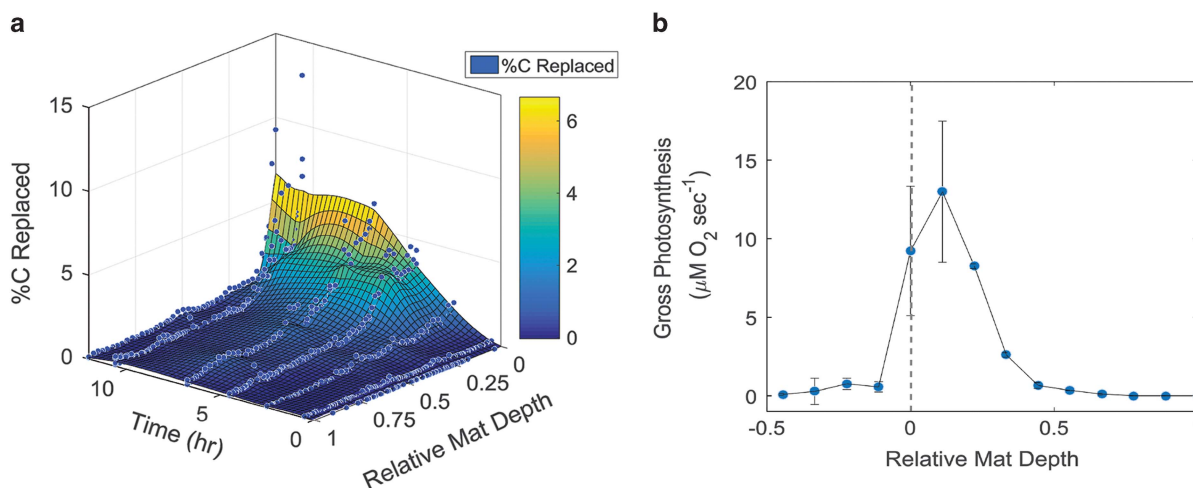 a
%C Replaced
15
10
5
0
%C Replaced
6
4
2
0
10
5
0
Time (hr)
1
0.75
0.5
0.25
0
Relative Mat Depth
b
20
15
10
5
0
Gross Photosynthesis
(μM O₂ sec⁻¹)
-0.5
0
0.5
Relative Mat Depth